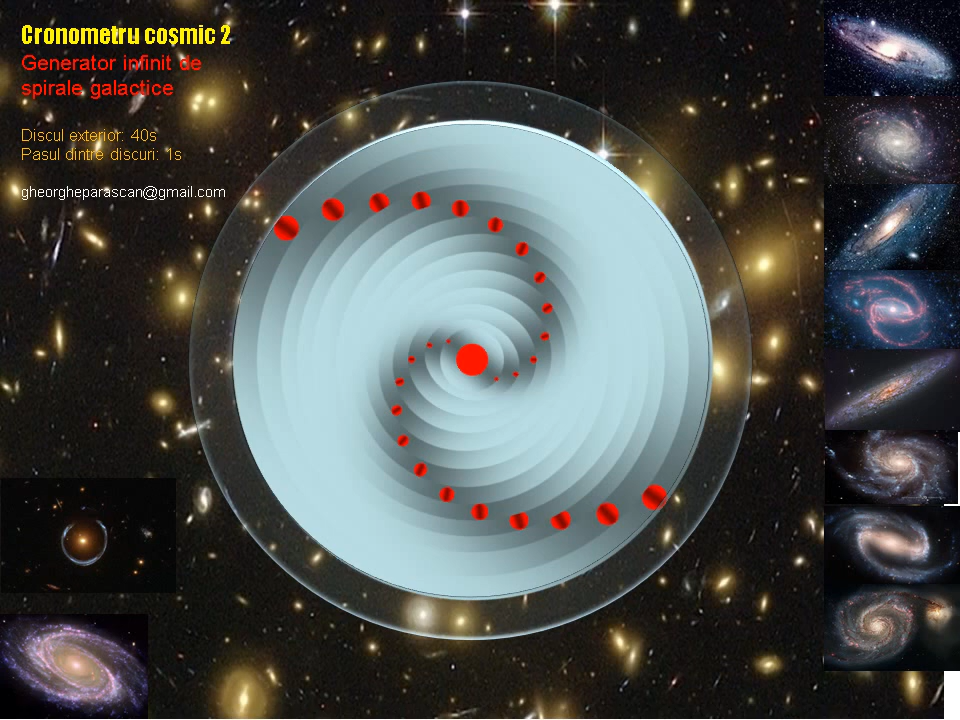 Cronometru cosmic 2
Generator infinit de
spirale galactice
Discul exterior: 40s
Pasul dintre discuri: 1s
gheorgheparascan@gmail.com